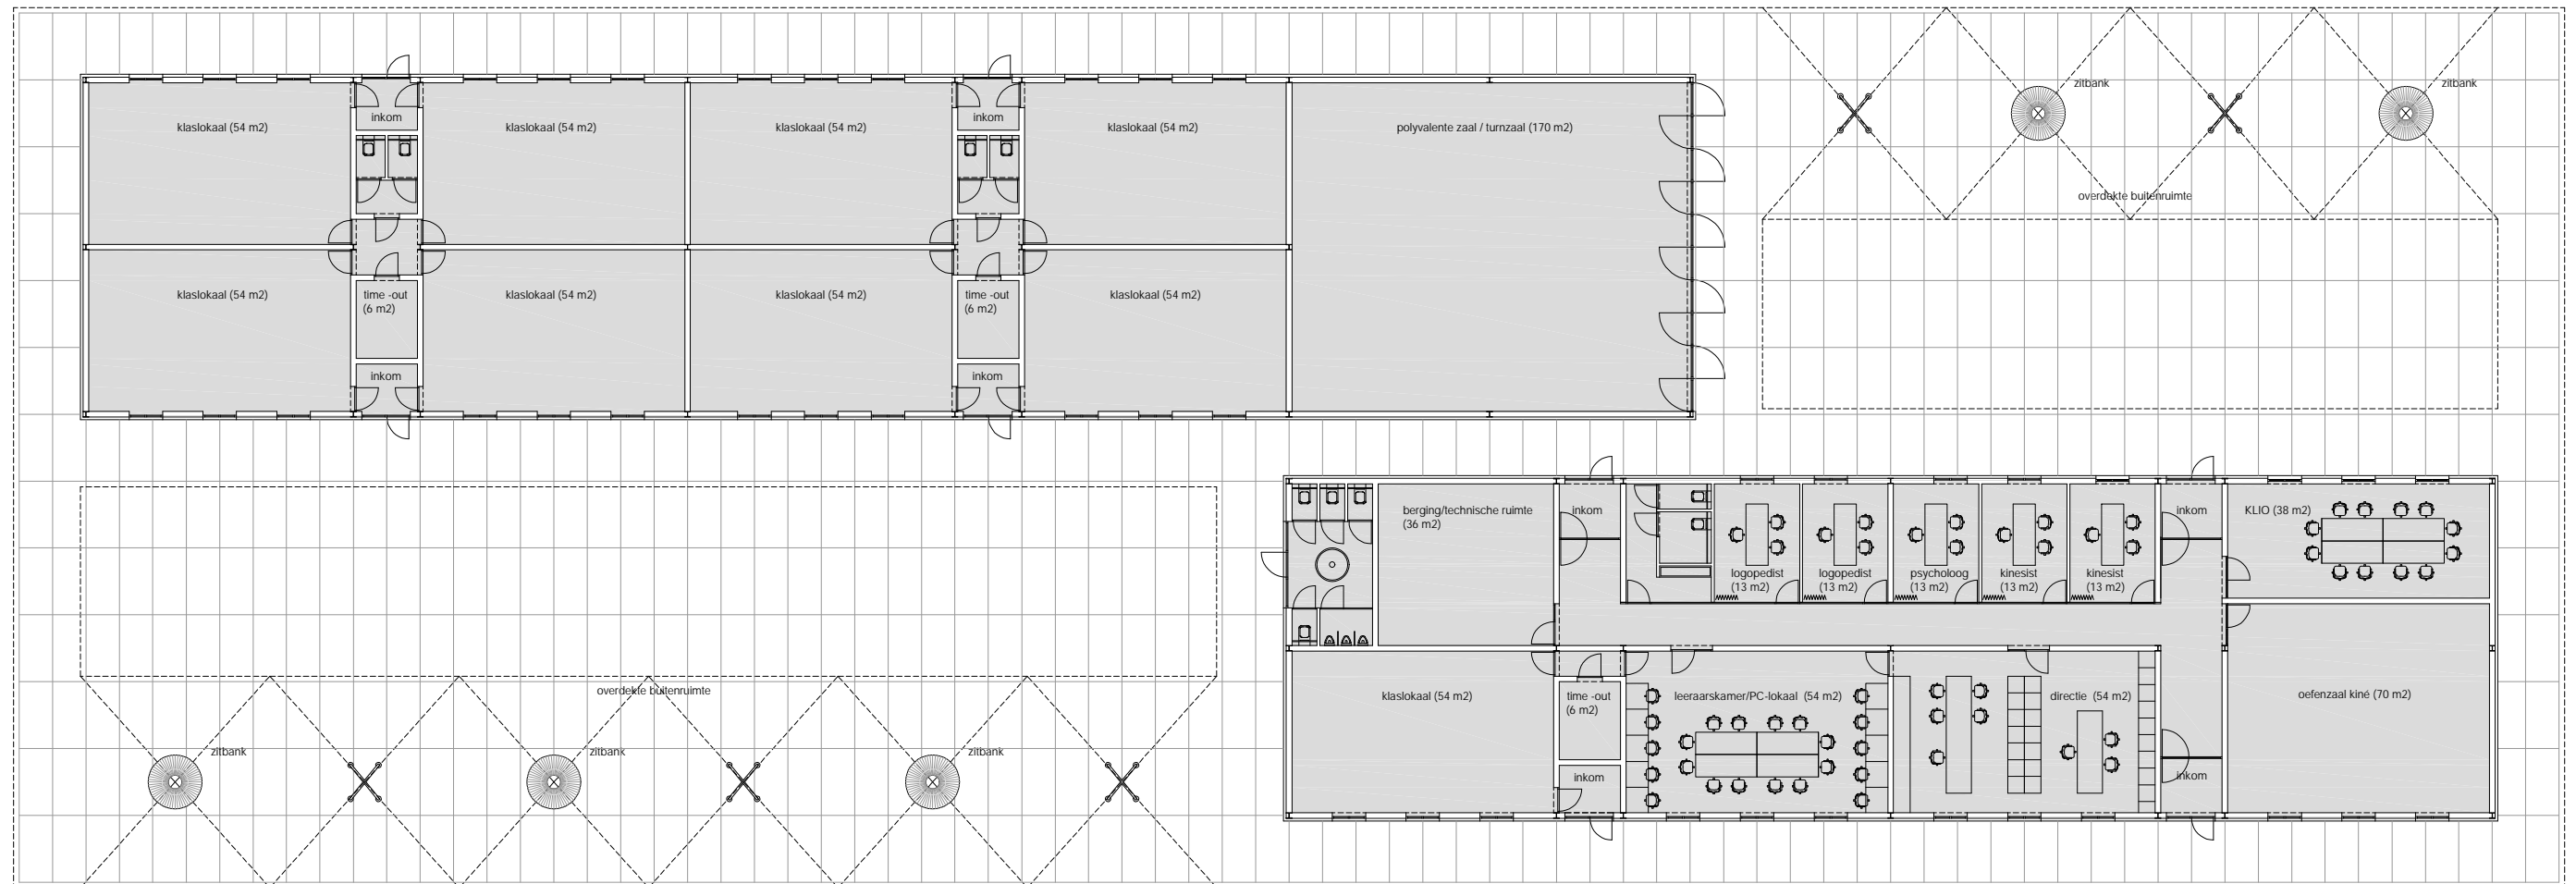 zitbank
zitbank
inkom
inkom
klaslokaal (54 m2)
klaslokaal (54 m2)
klaslokaal (54 m2)
klaslokaal (54 m2)
polyvalente zaal / turnzaal (170 m2)
overdekte buitenruimte
klaslokaal (54 m2)
time -out
(6 m2)
klaslokaal (54 m2)
klaslokaal (54 m2)
time -out
(6 m2)
klaslokaal (54 m2)
inkom
inkom
berging/technische ruimte
(36 m2)
inkom
inkom
KLIO (38 m2)
logopedist
(13 m2)
logopedist
(13 m2)
psycholoog
(13 m2)
kinesist
(13 m2)
kinesist
(13 m2)
overdekte buitenruimte
klaslokaal (54 m2)
time -out
(6 m2)
leeraarskamer/PC-lokaal (54 m2)
directie (54 m2)
oefenzaal kiné (70 m2)
zitbank
zitbank
zitbank
inkom
inkom